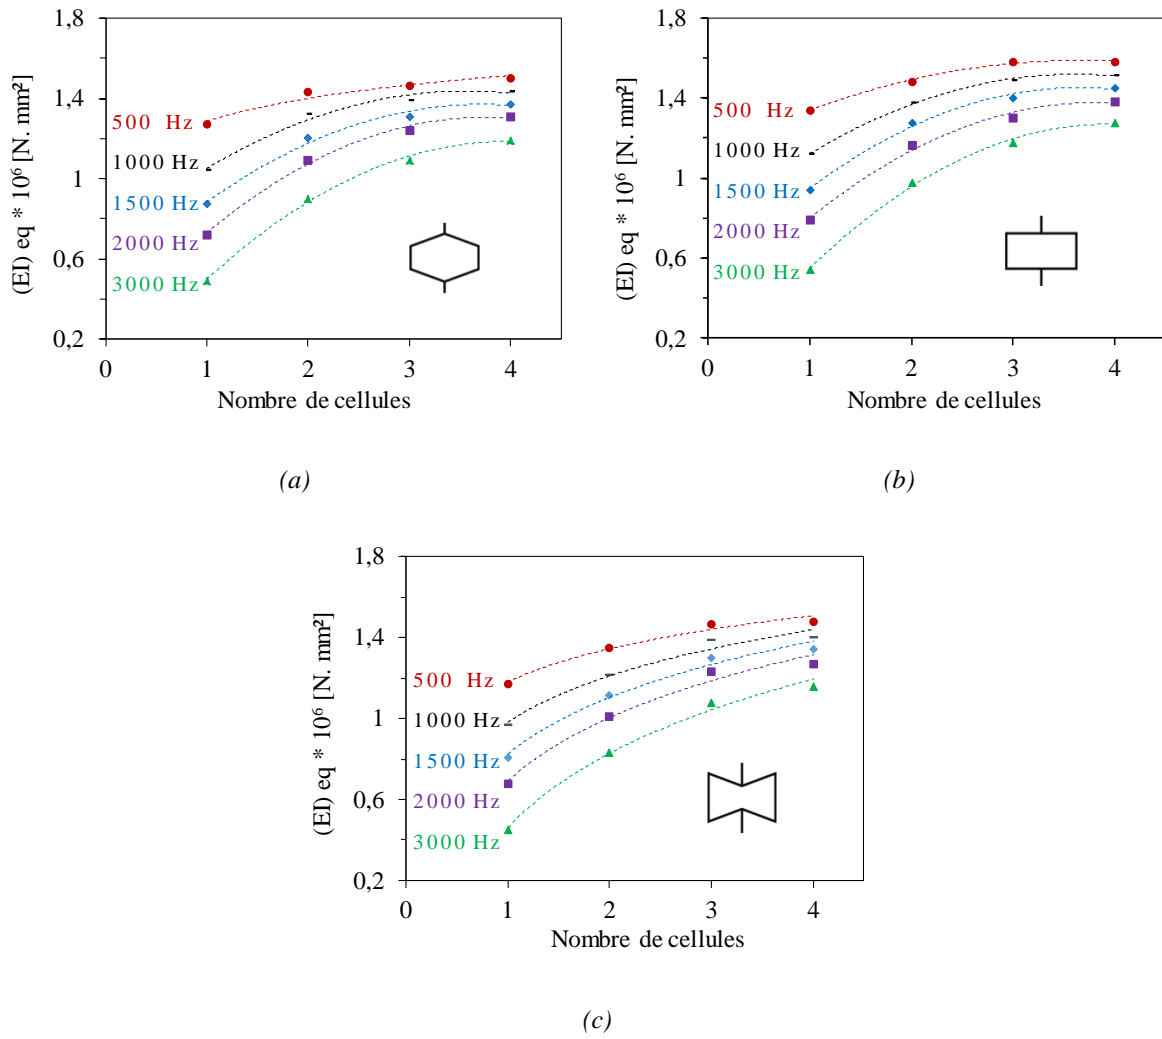 1,8
1,4
1
0,6
0,2
(EI) eq * 10⁶ [N. mm²]
500 Hz
1000 Hz
1500 Hz
2000 Hz
3000 Hz
0 1 2 3 4
Nombre de cellules
(a)
1,8
1,4
1
0,6
0,2
(EI) eq * 10⁶ [N. mm²]
500 Hz
1000 Hz
1500 Hz
2000 Hz
3000 Hz
0 1 2 3 4
Nombre de cellules
(b)
1,8
1,4
1
0,6
0,2
(EI) eq * 10⁶ [N. mm²]
500 Hz
1000 Hz
1500 Hz
2000 Hz
3000 Hz
0 1 2 3 4
Nombre de cellules
(c)